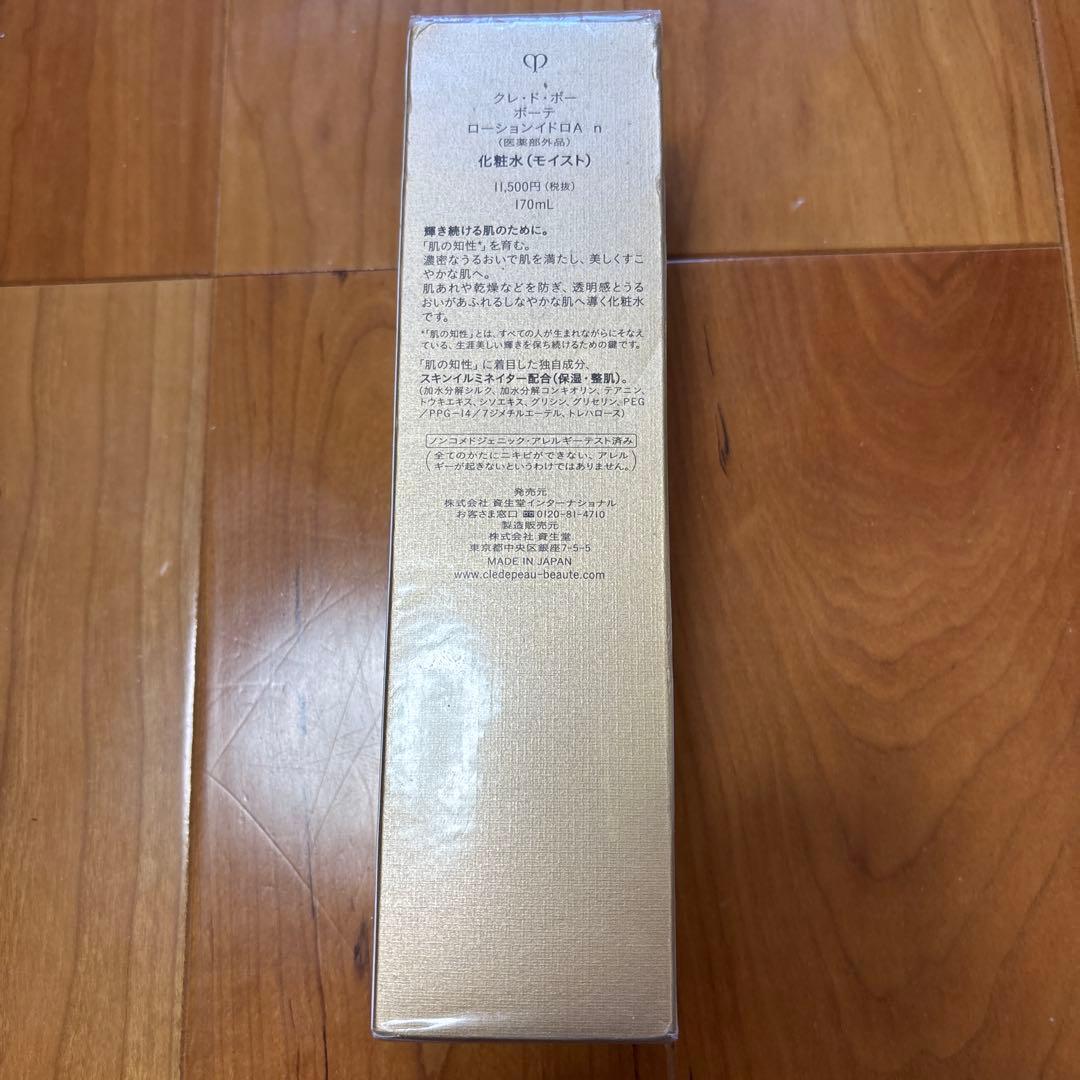 クレ・ド・ポー
ボーテ
ローションイドロA n
(医薬部外品)
化粧水(モイスト)
11,500円(税抜)
170mL
輝き続ける肌のために。
「肌の知性*」を育む。
濃密なうるおいで肌を満たし、美しくすこ
やかな肌へ。
肌あれや乾燥などを防ぎ、透明感とうる
おいがあふれるしなやかな肌へ導く化粧水
です。
*「肌の知性」とは、すべての人が生まれながらにそなえ
ている、生涯美しい輝きを保ち続けるための鍵です。
「肌の知性」に着目した独自成分、
スキンイルミネイター配合(保湿・整肌)。
(加水分解シルク、加水分解コンキオリン、テアニン、
トウキエキス、シソエキス、グリシン、グリセリン、PEG
/PPG-14/7ジメチルエーテル、トレハロース)
ノンコメドジェニック・アレルギーテスト済み
(全てのかたにニキビができない、アレル
ギーが起きないというわけではありません。)
発売元
株式会社 資生堂インターナショナル
お客さま窓口 0120-81-4710
製造販売元
株式会社 資生堂
東京都中央区銀座7-5-5
MADE IN JAPAN
www.cledepeau-beaute.com